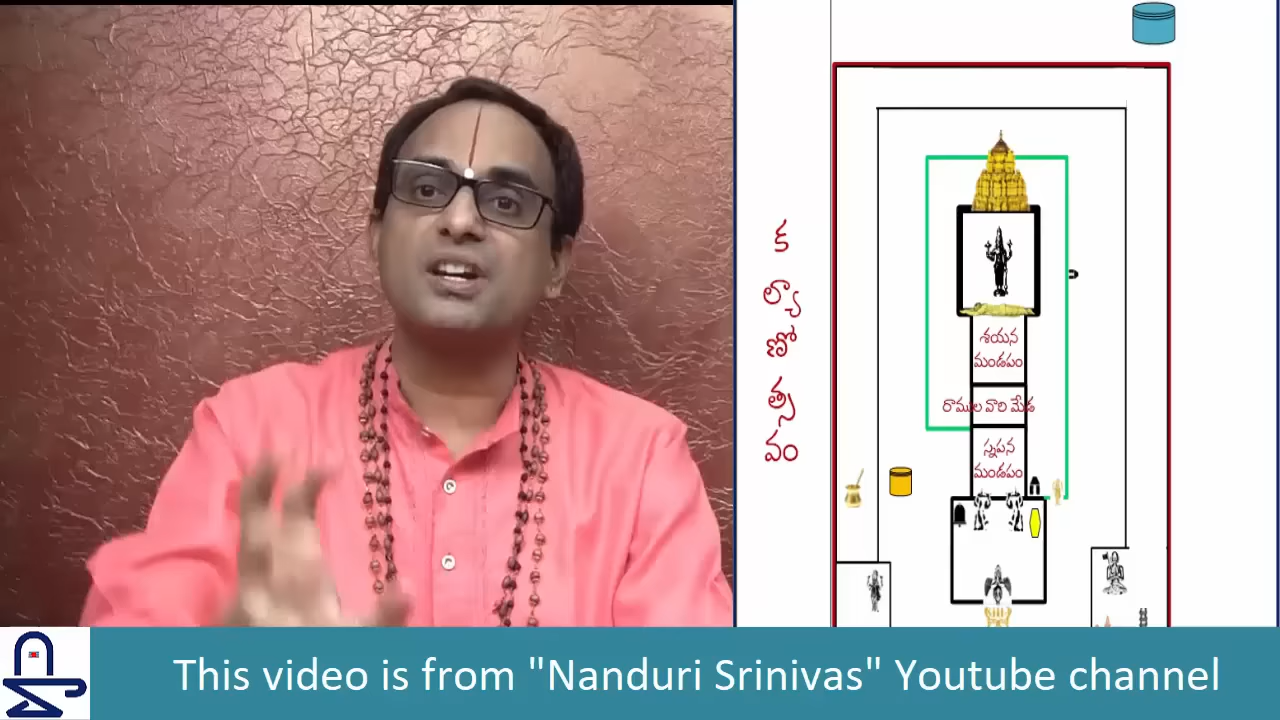 క
ల్యా
ణో
త్స
వం
శయన
మండపం
రాముల వారి మేడ
స్నపన
మండపం
This video is from "Nanduri Srinivas" Youtube channel